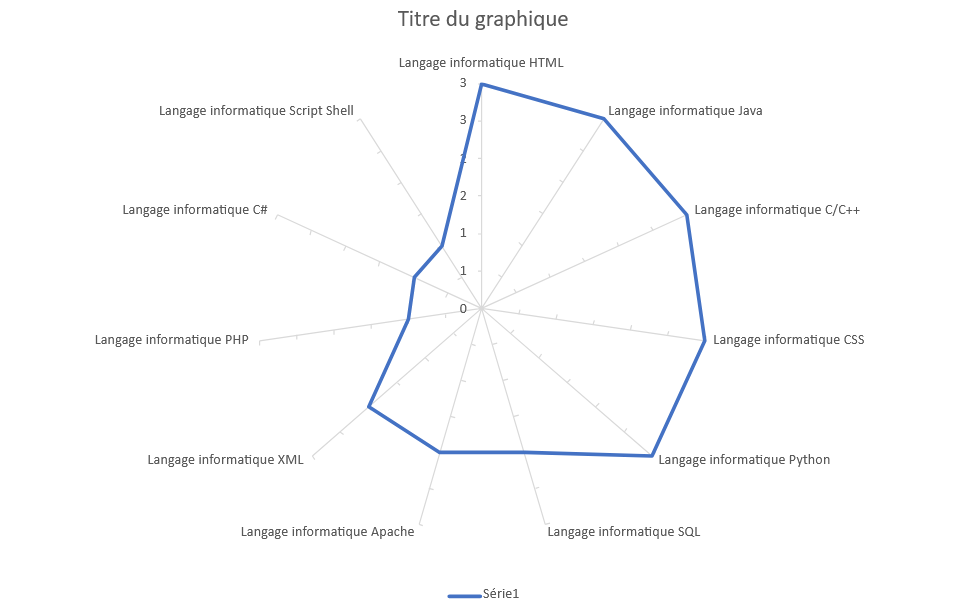 Titre du graphique
Langage informatique HTML
3
Langage informatique Script Shell
Langage informatique Java
3
2
Langage informatique C#
Langage informatique C/C++
2
1
1
0
Langage informatique PHP
Langage informatique CSS
Langage informatique XML
Langage informatique Python
Langage informatique Apache
Langage informatique SQL
Série1